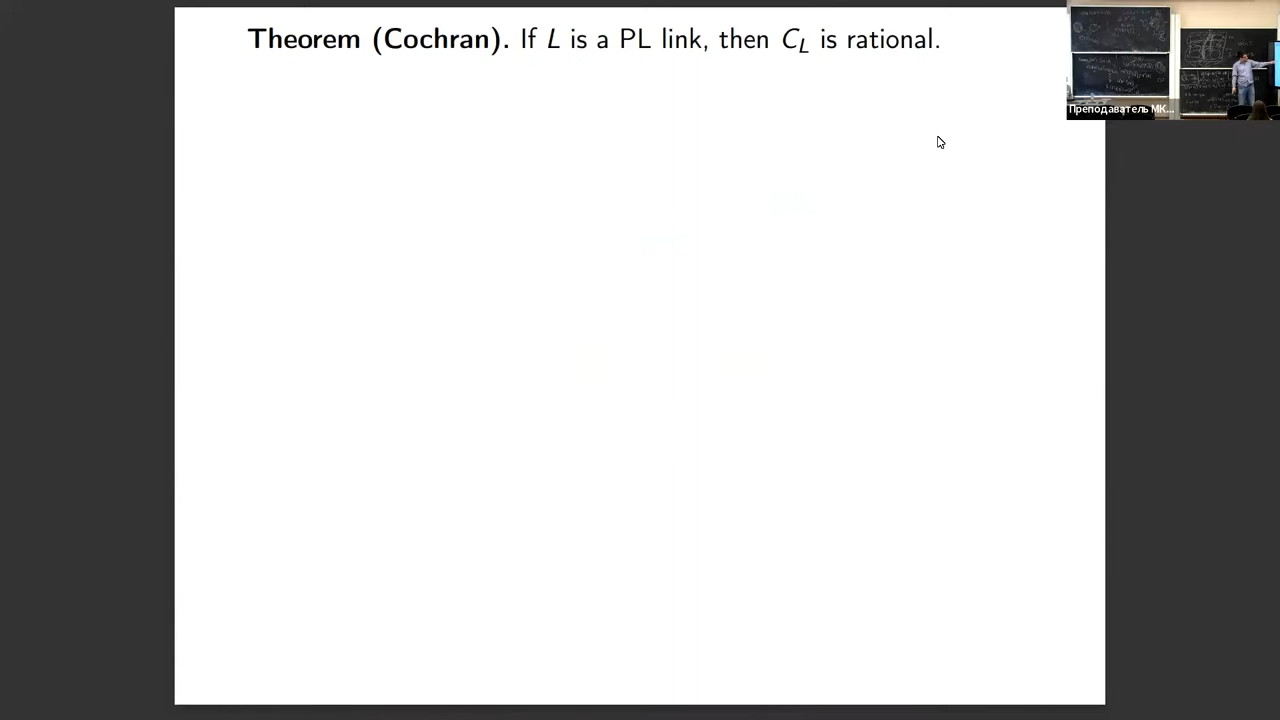 Theorem (Cochran). If L is a PL link, then C_L is rational.
Преподаватель МК...